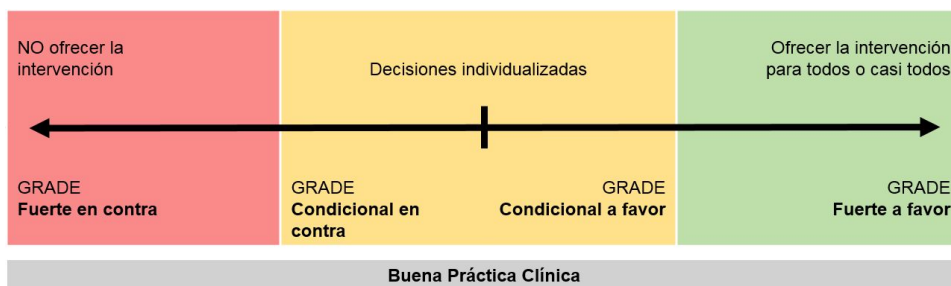 NO ofrecer la
intervención
Decisiones individualizadas
Ofrecer la intervención
para todos o casi todos
GRADE
Fuerte en contra
GRADE
Condicional en
contra
GRADE
Condicional a favor
GRADE
Fuerte a favor
Buena Práctica Clínica